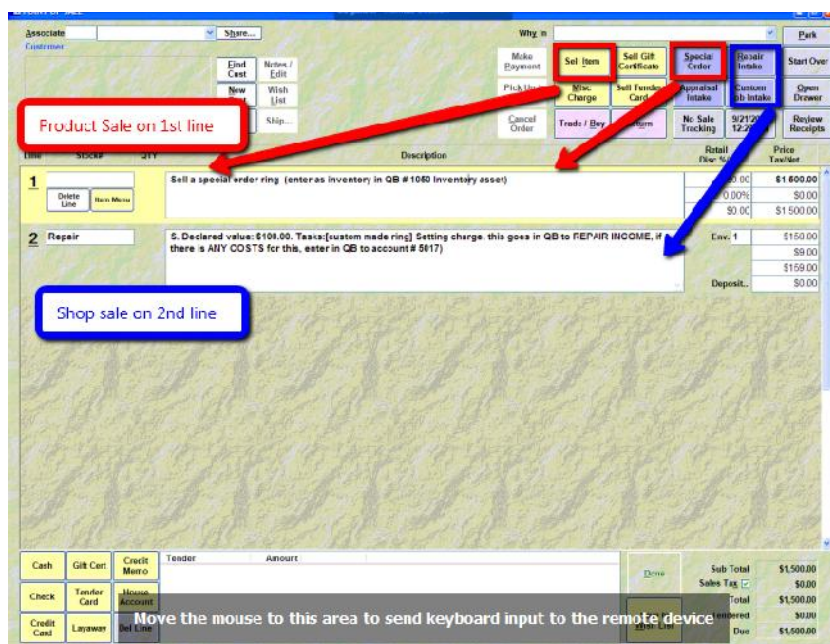 Associate
Share...
Why in
Park
Customer
Find Cust
Notes / Edit
Make Payment
Sell Item
Sell Gift Certificate
Special Order
Repair Intake
Start Over
New
Wish List
Misc Charge
Sell Tender Card
Appraisal Intake
Custom Job Intake
Open Drawer
Ship...
Cancel Order
Trade / Buy
Return
No Sale Tracking
Review Receipts
Product Sale on 1st line
Line
Stock#
QTY
Description
Retail
Price
Tax/Net
1
Delete Line
Item Menu
Sell a special order ring (enter as inventory in QB # 1050 Inventory asset)
$1500.00
0.00%
$0.00
$0.00
$1500.00
2
Repair
S. Declared value: $100.00. Tasks:[custom made ring] Setting charge. this goes in QB to REPAIR INCOME, if
there is ANY COSTS for this, enter in QB to account # 5017)
Env. 1
$150.00
$9.00
$159.00
Deposit..
$0.00
Shop sale on 2nd line
Cash
Gift Cert
Credit Memo
Tender
Amount
Done
Sub Total
$1,500.00
Check
Tender Card
House Account
Sales Tax
$0.00
Total
$1,500.00
Move the mouse to this area to send keyboard input to the remote device
$0.00
Credit Card
Layaway
Del Line
Wish List
Due
$1,500.00